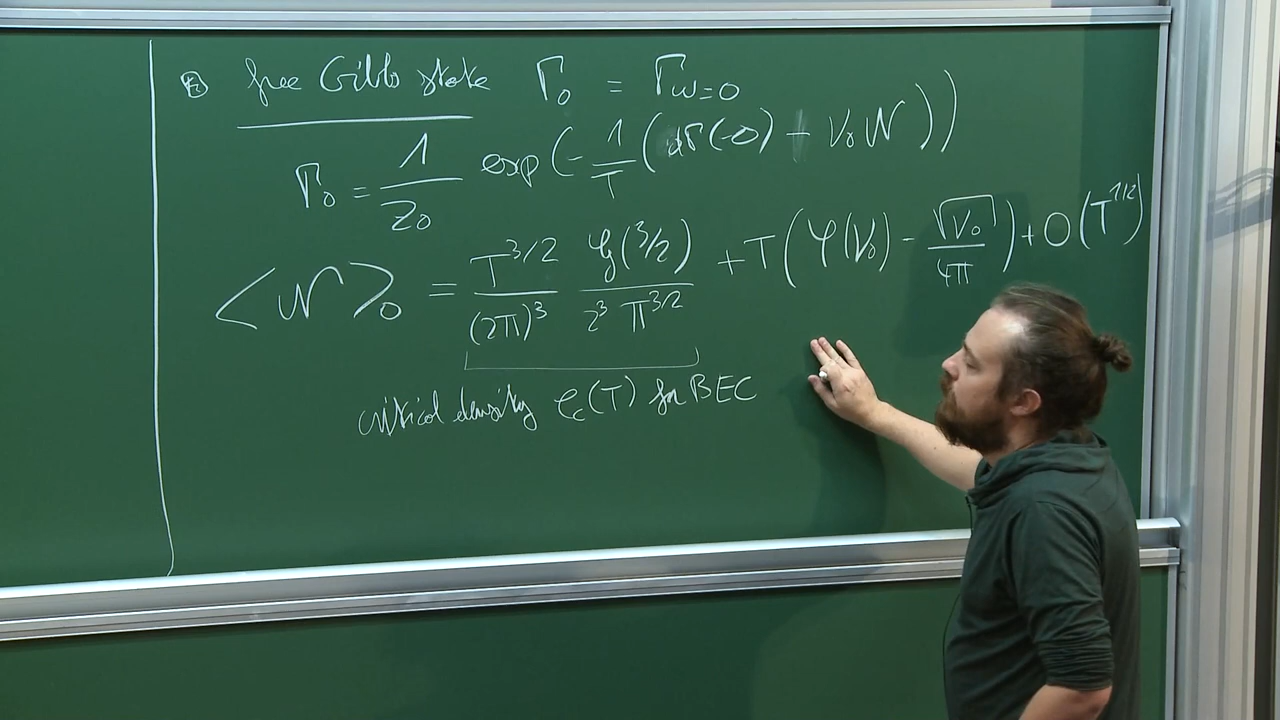 free Gibbs state Γ₀ = Γ_{w=0}
Γ₀ = 1/Z₀ exp(-1/T (dΓ(-Δ) + ν₀ 𝒩))
<𝒩>₀ = T^{3/2}/(2π)³ ζ(3/2)/(2³ π^{3/2}) + T(φ(ν₀) - √ν₀/4π) + O(T^{1/2})
critical density ρ_c(T) for BEC